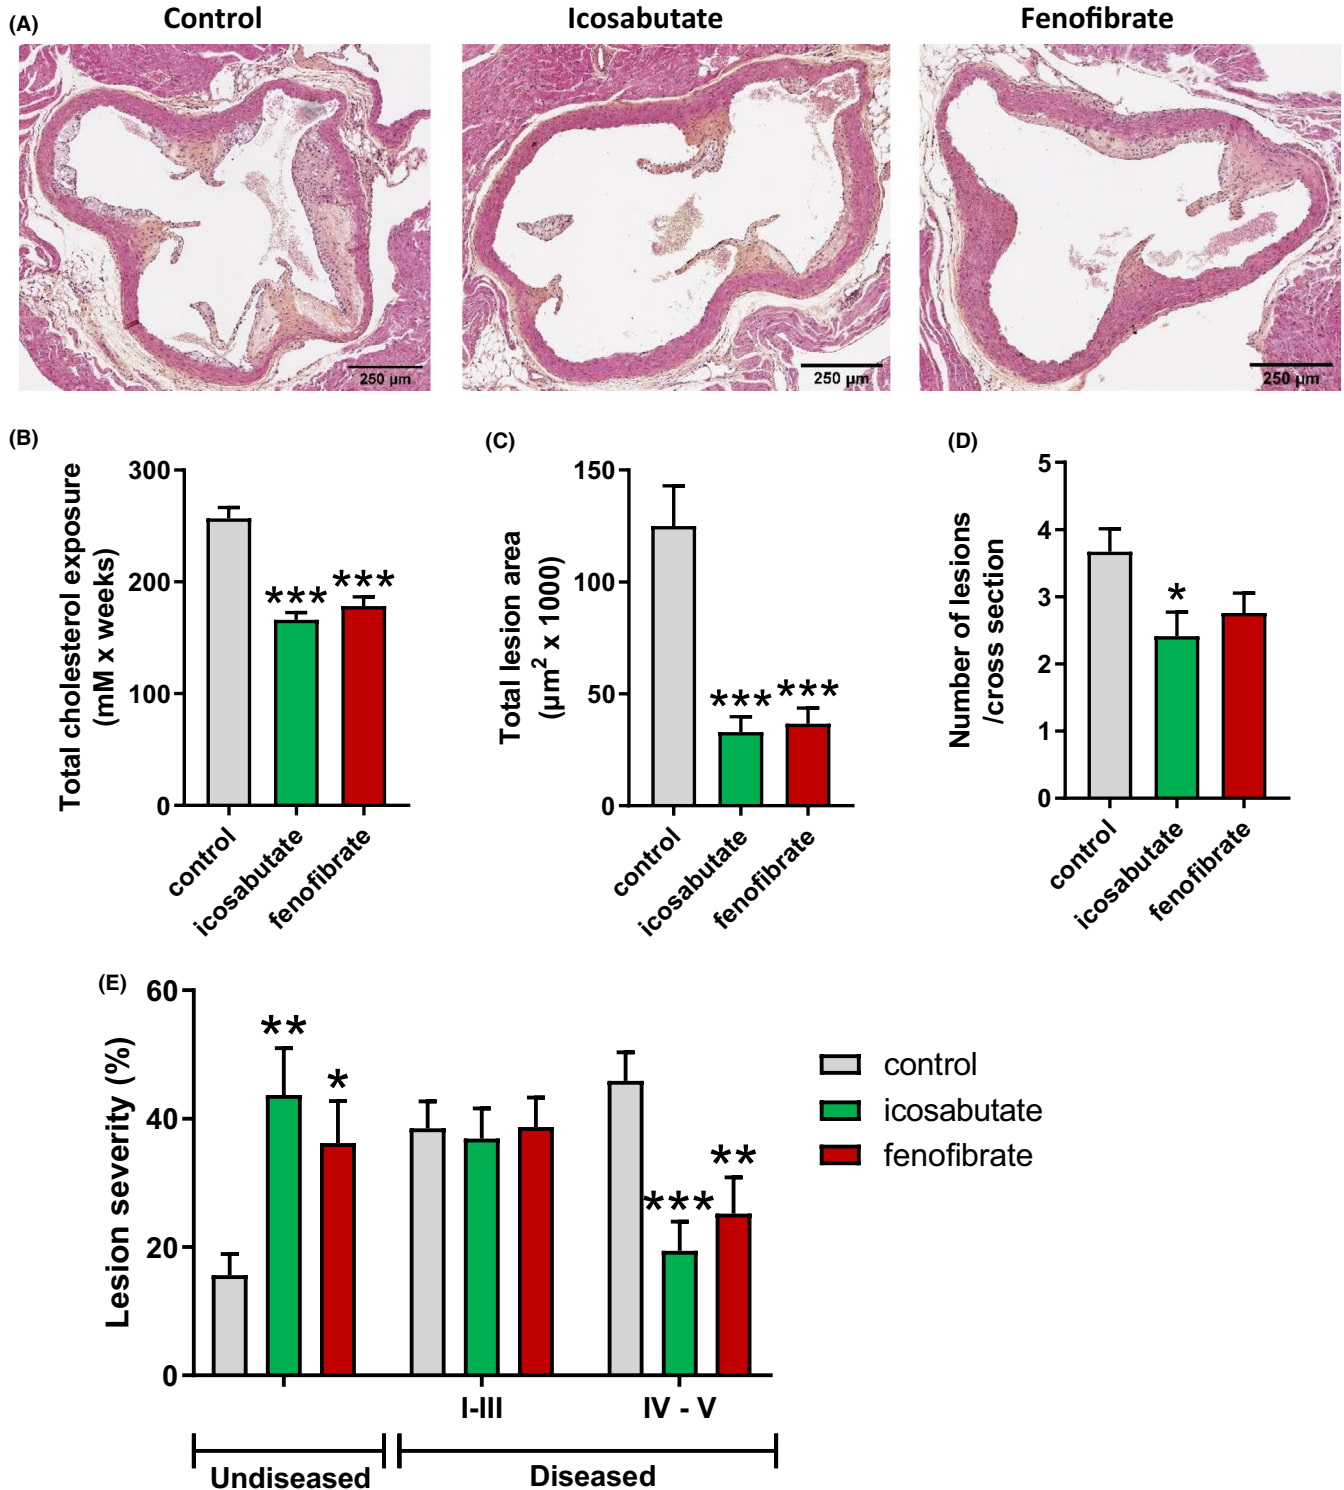 (A)
Control
Icosabutate
Fenofibrate
250 µm
250 µm
250 µm
(B)
Total cholesterol exposure
(mM x weeks)
300
200
100
0
***
***
control
icosabutate
fenofibrate
(C)
Total lesion area
(µm² x 1000)
150
100
50
0
***
***
control
icosabutate
fenofibrate
(D)
Number of lesions
/cross section
5
4
3
2
1
0
*
control
icosabutate
fenofibrate
(E)
Lesion severity (%)
60
40
20
0
**
*
***
**
I-III
IV - V
Undiseased
Diseased
control
icosabutate
fenofibrate